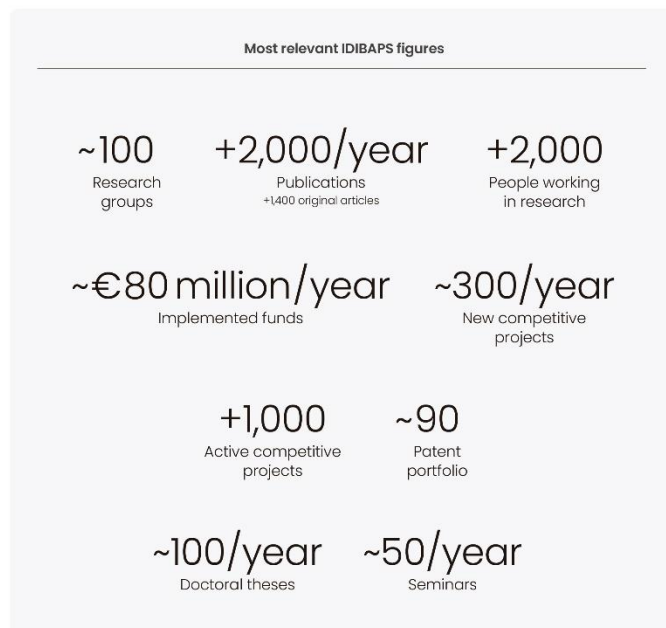 Most relevant IDIBAPS figures
~100
Research
groups
+2,000/year
Publications
+1,400 original articles
+2,000
People working
in research
~€80 million/year
Implemented funds
~300/year
New competitive
projects
+1,000
Active competitive
projects
~90
Patent
portfolio
~100/year
Doctoral theses
~50/year
Seminars